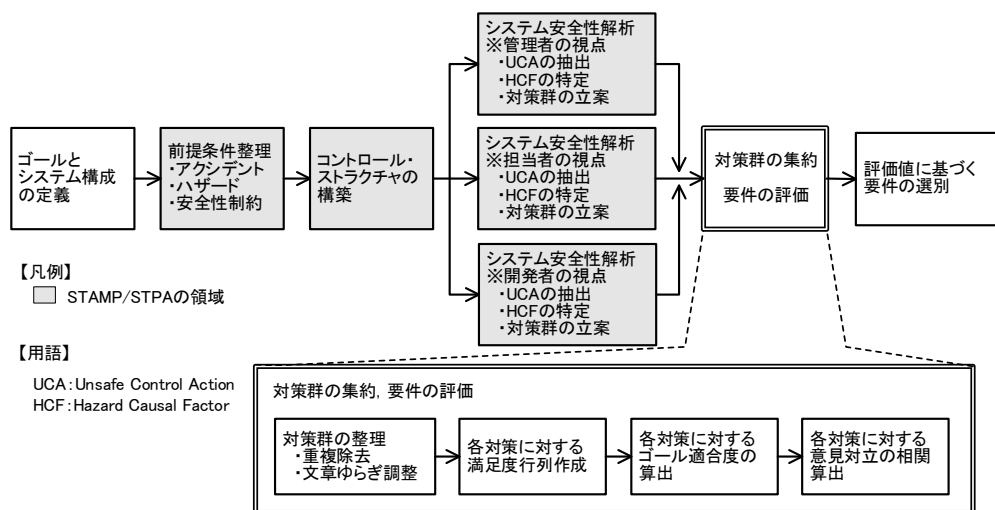 ゴールと
システム構成
の定義
前提条件整理
・アクシデント
・ハザード
・安全性制約
コントロール・
ストラクチャの
構築
システム安全性解析
※管理者の視点
・UCAの抽出
・HCFの特定
・対策群の立案
システム安全性解析
※担当者の視点
・UCAの抽出
・HCFの特定
・対策群の立案
システム安全性解析
※開発者の視点
・UCAの抽出
・HCFの特定
・対策群の立案
対策群の集約
要件の評価
評価値に基づく
要件の選別
【凡例】
STAMP/STPAの領域
【用語】
UCA:Unsafe Control Action
HCF:Hazard Causal Factor
対策群の集約, 要件の評価
対策群の整理
・重複除去
・文章ゆらぎ調整
各対策に対する
満足度行列作成
各対策に対する
ゴール適合度の
算出
各対策に対する
意見対立の相関
算出